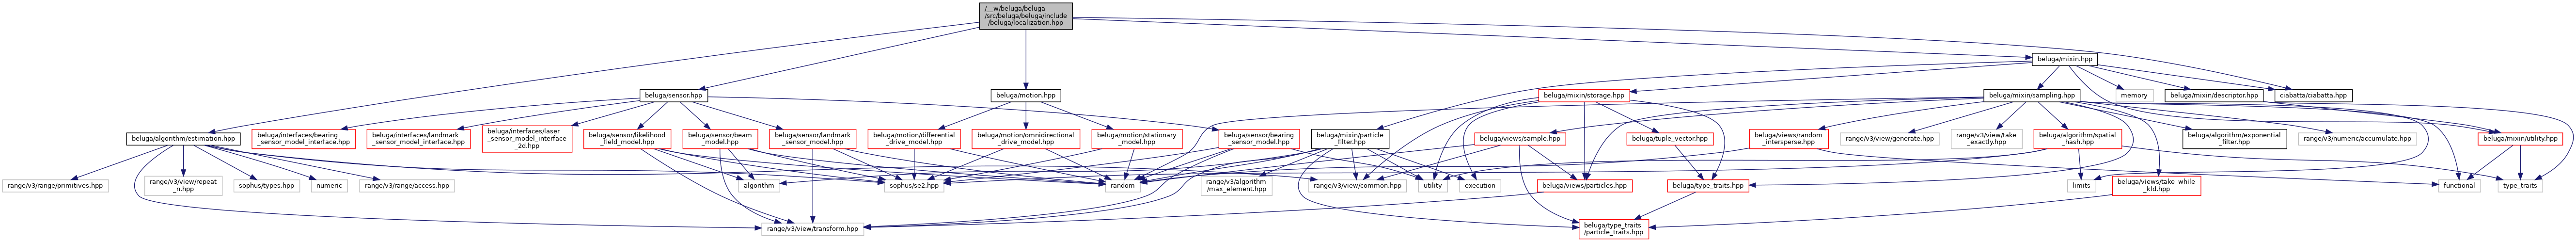 /__w/beluga/beluga
/src/beluga/beluga/include
/beluga/localization.hpp
beluga/mixin.hpp
beluga/sensor.hpp
beluga/motion.hpp
beluga/mixin/storage.hpp
beluga/mixin/sampling.hpp
memory
beluga/mixin/descriptor.hpp
ciabatta/ciabatta.hpp
beluga/algorithm/estimation.hpp
beluga/interfaces/bearing
_sensor_model_interface.hpp
beluga/interfaces/landmark
_sensor_model_interface.hpp
beluga/interfaces/laser
_sensor_model_interface
_2d.hpp
beluga/sensor/likelihood
_field_model.hpp
beluga/sensor/beam
_model.hpp
beluga/sensor/landmark
_sensor_model.hpp
beluga/motion/differential
_drive_model.hpp
beluga/motion/omnidirectional
_drive_model.hpp
beluga/motion/stationary
_model.hpp
beluga/sensor/bearing
_sensor_model.hpp
beluga/mixin/particle
_filter.hpp
beluga/views/sample.hpp
beluga/tuple_vector.hpp
beluga/views/random
_intersperse.hpp
range/v3/view/generate.hpp
range/v3/view/take
_exactly.hpp
beluga/algorithm/spatial
_hash.hpp
beluga/algorithm/exponential
_filter.hpp
range/v3/numeric/accumulate.hpp
beluga/mixin/utility.hpp
range/v3/range/primitives.hpp
range/v3/view/repeat
_n.hpp
sophus/types.hpp
numeric
range/v3/range/access.hpp
algorithm
sophus/se2.hpp
random
range/v3/algorithm
/max_element.hpp
range/v3/view/common.hpp
utility
execution
beluga/views/particles.hpp
beluga/type_traits.hpp
limits
beluga/views/take_while
_kld.hpp
functional
type_traits
range/v3/view/transform.hpp
beluga/type_traits
/particle_traits.hpp